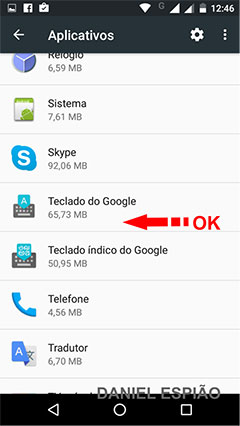 12:46
Aplicativos
Relógio
6,59 MB
Sistema
7,61 MB
Skype
92,06 MB
Teclado do Google
65,73 MB
OK
Teclado índico do Google
50,95 MB
Telefone
4,56 MB
Tradutor
6,70 MB
DANIEL ESPIÃO